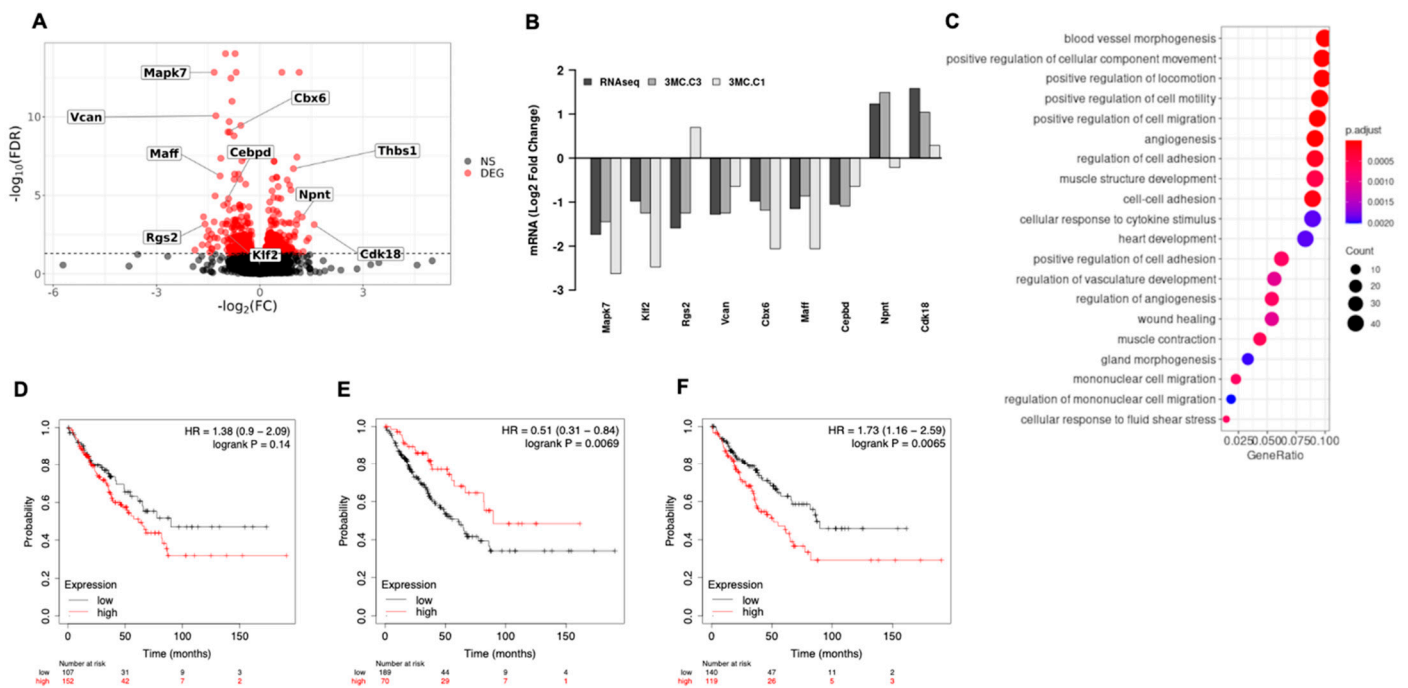 A
Mapk7
Cbx6
Vcan
Maff
Cebpd
Thbs1
Npnt
Rgs2
Klf2
Cdk18
-log10(FDR)
10
5
0
-6
-3
0
3
-log2(FC)
NS
DEG
B
RNAseq 3MC.C3 3MC.C1
mRNA (Log2 Fold Change)
2
1
0
-1
-2
-3
Mapk7
Klf2
Rgs2
Vcan
Cbx6
Maff
Cepbd
Npnt
Cdk18
C
blood vessel morphogenesis
positive regulation of cellular component movement
positive regulation of locomotion
positive regulation of cell motility
positive regulation of cell migration
angiogenesis
regulation of cell adhesion
muscle structure development
cell-cell adhesion
cellular response to cytokine stimulus
heart development
positive regulation of cell adhesion
regulation of vasculature development
regulation of angiogenesis
wound healing
muscle contraction
gland morphogenesis
mononuclear cell migration
regulation of mononuclear cell migration
cellular response to fluid shear stress
0.025 0.050 0.075 0.100
GeneRatio
p.adjust
0.0005
0.0010
0.0015
0.0020
Count
10
20
30
40
D
HR = 1.38 (0.9 – 2.09)
logrank P = 0.14
Probability
1.0
0.8
0.6
0.4
0.2
0.0
Expression
low
high
0 50 100 150
Time (months)
Number at risk
low 107 31 9 3
high 152 42 7 2
E
HR = 0.51 (0.31 – 0.84)
logrank P = 0.0069
Probability
1.0
0.8
0.6
0.4
0.2
0.0
Expression
low
high
0 50 100 150
Time (months)
Number at risk
low 189 44 9 4
high 70 29 7 1
F
HR = 1.73 (1.16 – 2.59)
logrank P = 0.0065
Probability
1.0
0.8
0.6
0.4
0.2
0.0
Expression
low
high
0 50 100 150
Time (months)
Number at risk
low 140 47 11 2
high 119 26 5 3